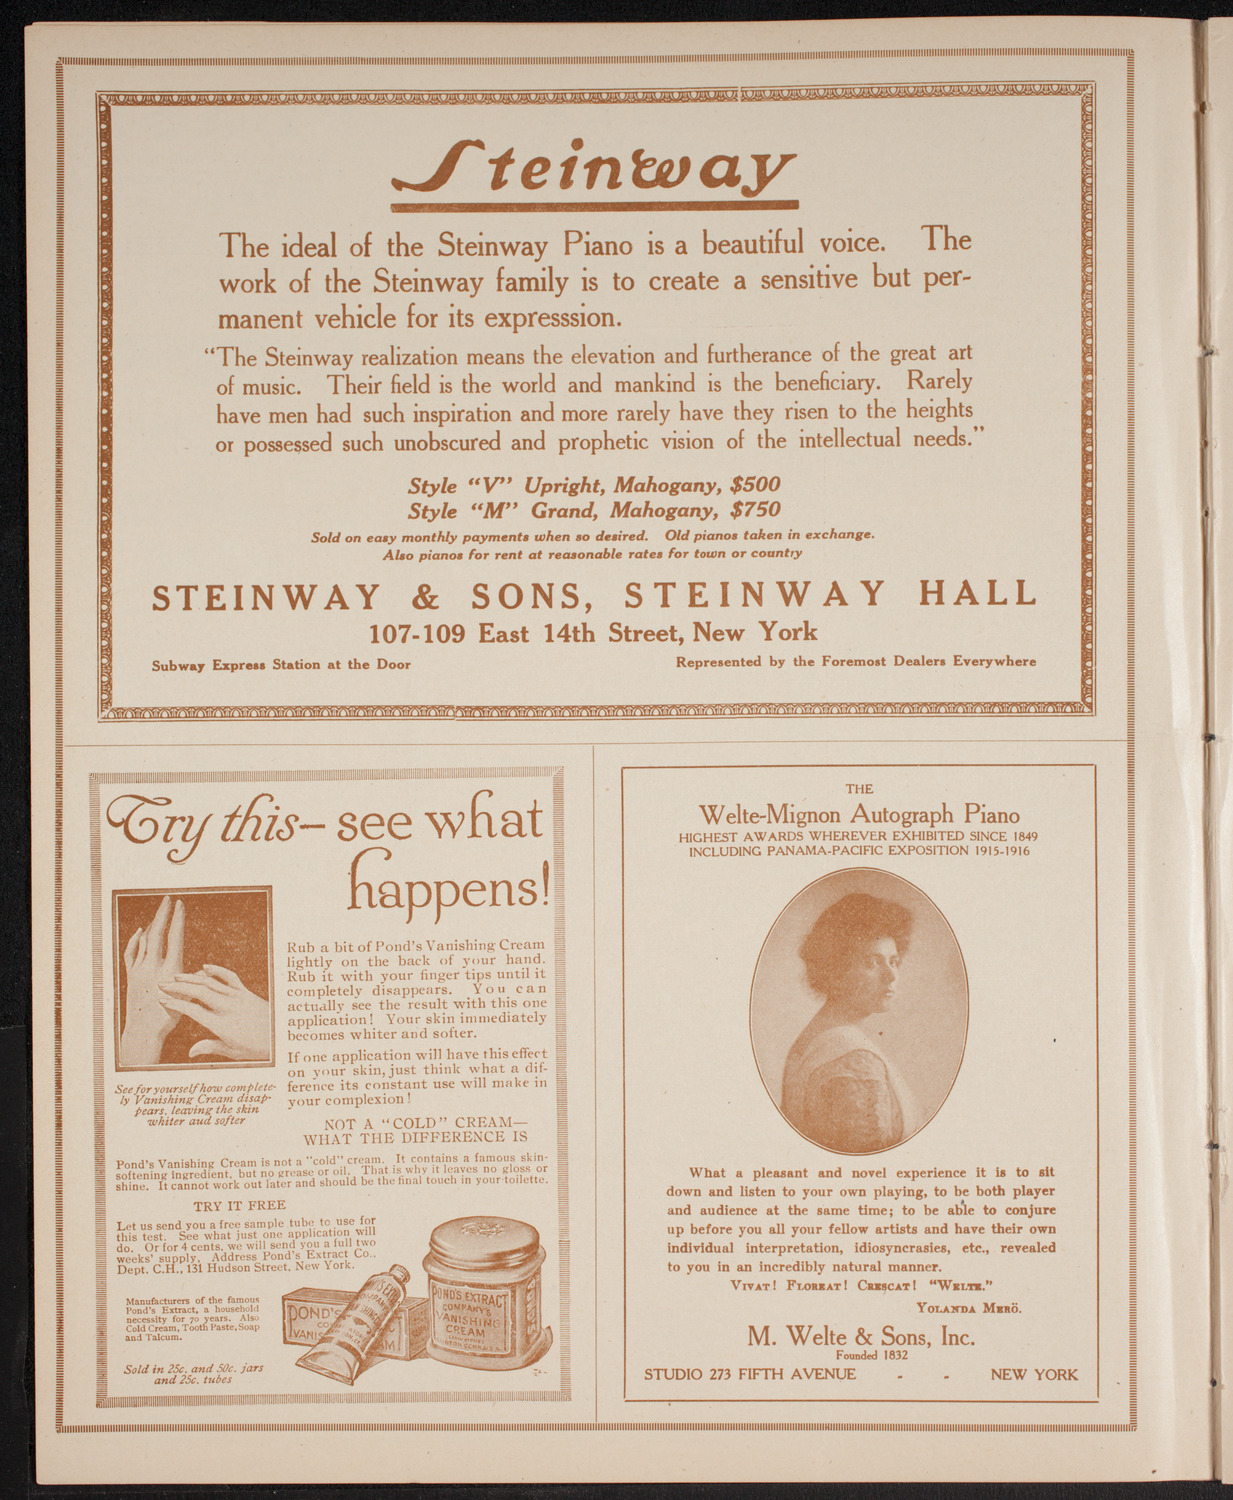 Steinway
The ideal of the Steinway Piano is a beautiful voice. The
work of the Steinway family is to create a sensitive but per-
manent vehicle for its expresssion.
"The Steinway realization means the elevation and furtherance of the great art
of music. Their field is the world and mankind is the beneficiary. Rarely
have men had such inspiration and more rarely have they risen to the heights
or possessed such unobscured and prophetic vision of the intellectual needs."
Style "V" Upright, Mahogany, $500
Style "M" Grand, Mahogany, $750
Sold on easy monthly payments when so desired. Old pianos taken in exchange.
Also pianos for rent at reasonable rates for town or country
STEINWAY & SONS, STEINWAY HALL
107-109 East 14th Street, New York
Subway Express Station at the Door
Represented by the Foremost Dealers Everywhere
Try this—see what
happens!
Rub a bit of Pond's Vanishing Cream
lightly on the back of your hand.
Rub it with your finger tips until it
completely disappears. You can
actually see the result with this one
application! Your skin immediately
becomes whiter and softer.
If one application will have this effect
on your skin, just think what a dif-
ference its constant use will make in
your complexion!
See for yourself how complete-
ly Vanishing Cream disap-
pears, leaving the skin
whiter aud softer
NOT A "COLD" CREAM—
WHAT THE DIFFERENCE IS
Pond's Vanishing Cream is not a "cold" cream. It contains a famous skin-
softening ingredient, but no grease or oil. That is why it leaves no gloss or
shine. It cannot work out later and should be the final touch in your toilette.
TRY IT FREE
Let us send you a free sample tube to use for
this test. See what just one application will
do. Or for 4 cents, we will send you a full two
weeks' supply. Address Pond's Extract Co.,
Dept. C.H., 131 Hudson Street, New York.
Manufacturers of the famous
Pond's Extract, a household
necessity for 70 years. Also
Cold Cream, Tooth Paste, Soap
and Talcum.
Sold in 25c. and 50c. jars
and 25c. tubes
POND'S
VANIS
POND'S EXTRACT
COMPANY'S
VANISHING
CREAM
THE
Welte-Mignon Autograph Piano
HIGHEST AWARDS WHEREVER EXHIBITED SINCE 1849
INCLUDING PANAMA-PACIFIC EXPOSITION 1915-1916
What a pleasant and novel experience it is to sit
down and listen to your own playing, to be both player
and audience at the same time; to be able to conjure
up before you all your fellow artists and have their own
individual interpretation, idiosyncrasies, etc., revealed
to you in an incredibly natural manner.
VIVAT! FLOREAT! CRESCAT! "WELTE."
YOLANDA MERÖ.
M. Welte & Sons, Inc.
Founded 1832
STUDIO 273 FIFTH AVENUE - - NEW YORK